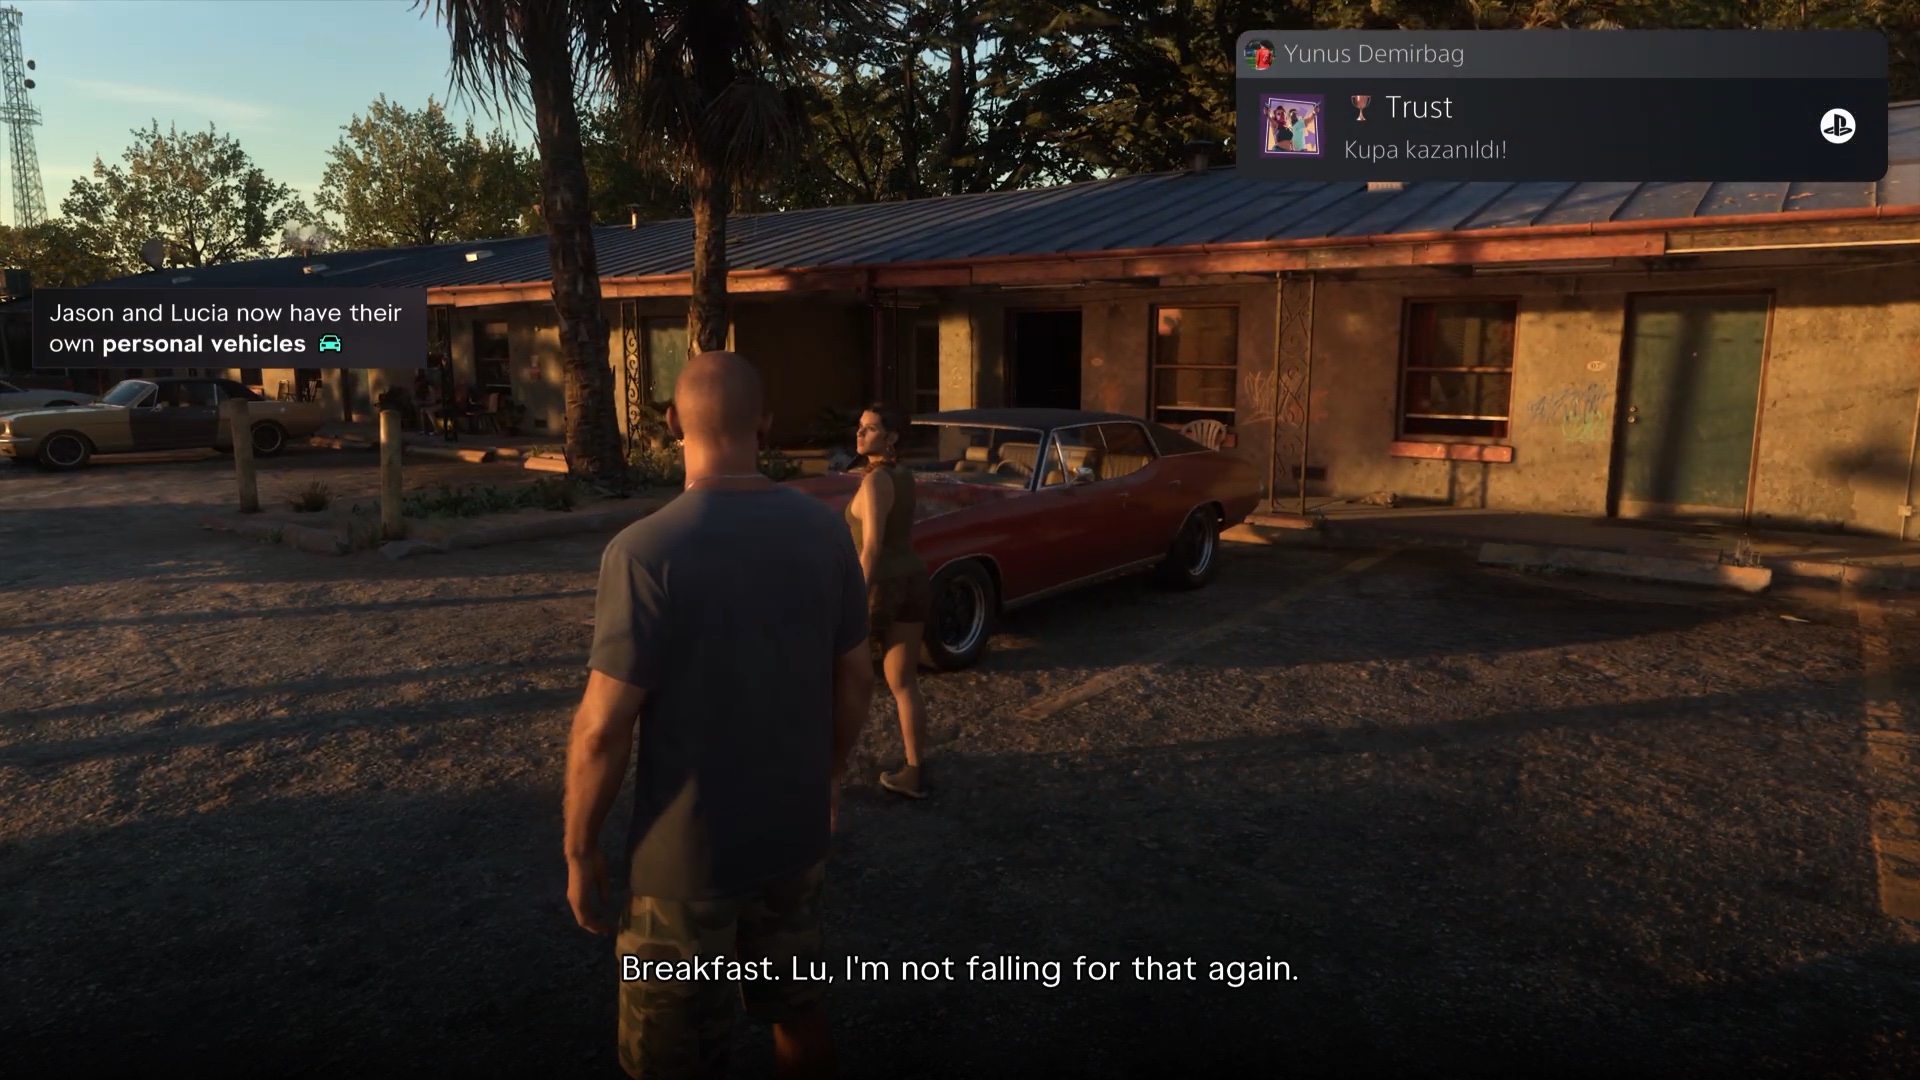 Yunus Demirbag
Trust
Kupa kazanıldı!
Jason and Lucia now have their
own personal vehicles
Breakfast. Lu, I'm not falling for that again.